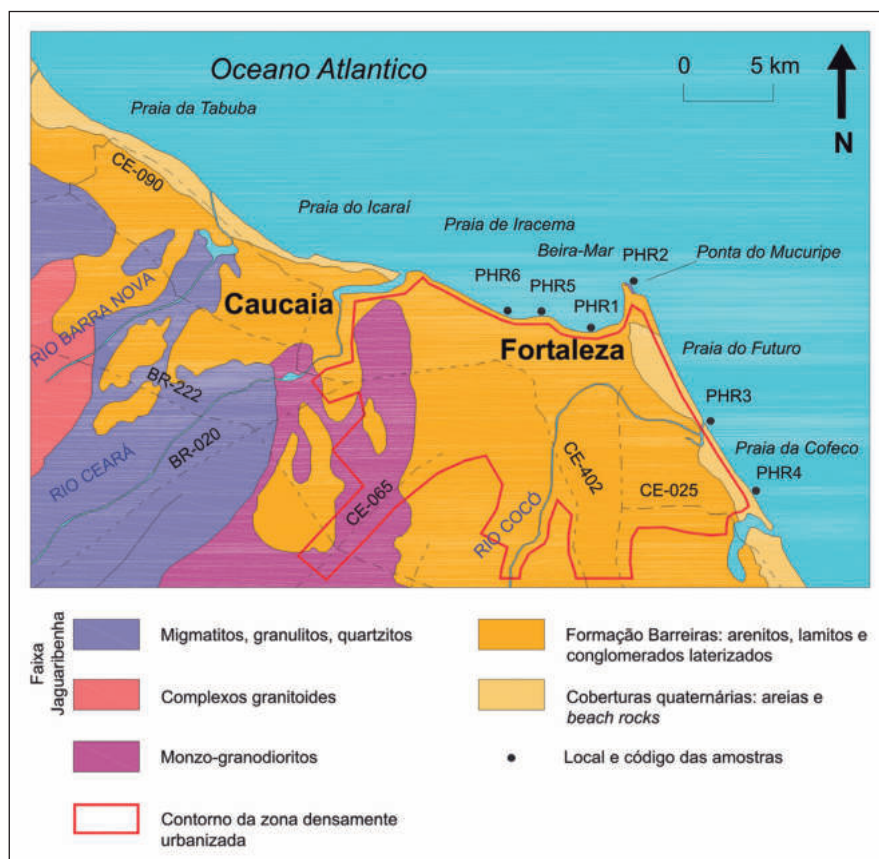 Oceano Atlantico
0 5 km
N
Praia da Tabuba
CE-090
Praia do Icaraí
Praia de Iracema
Beira-Mar
PHR2
Ponta do Mucuripe
PHR6
PHR5
PHR1
Caucaia
Fortaleza
RIO BARRA NOVA
Praia do Futuro
BR-222
PHR3
RIO CEARÁ
BR-020
Praia da Cofeco
PHR4
CE-065
CE-402
CE-025
RIO COCÓ
Faixa
Jaguaribenha
Migmatitos, granulitos, quartzitos
Complexos granitoides
Monzo-granodioritos
Contorno da zona densamente
urbanizada
Formação Barreiras: arenitos, lamitos e
conglomerados laterizados
Coberturas quaternárias: areias e
beach rocks
Local e código das amostras